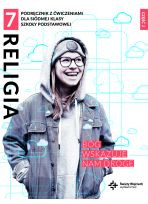 7
PODRĘCZNIK Z ĆWICZENIAMI
DLA SIÓDMEJ KLASY
SZKOŁY PODSTAWOWEJ
RELIGIA
BÓG
WSKAZUJE
NAM DROGĘ
Święty Wojciech